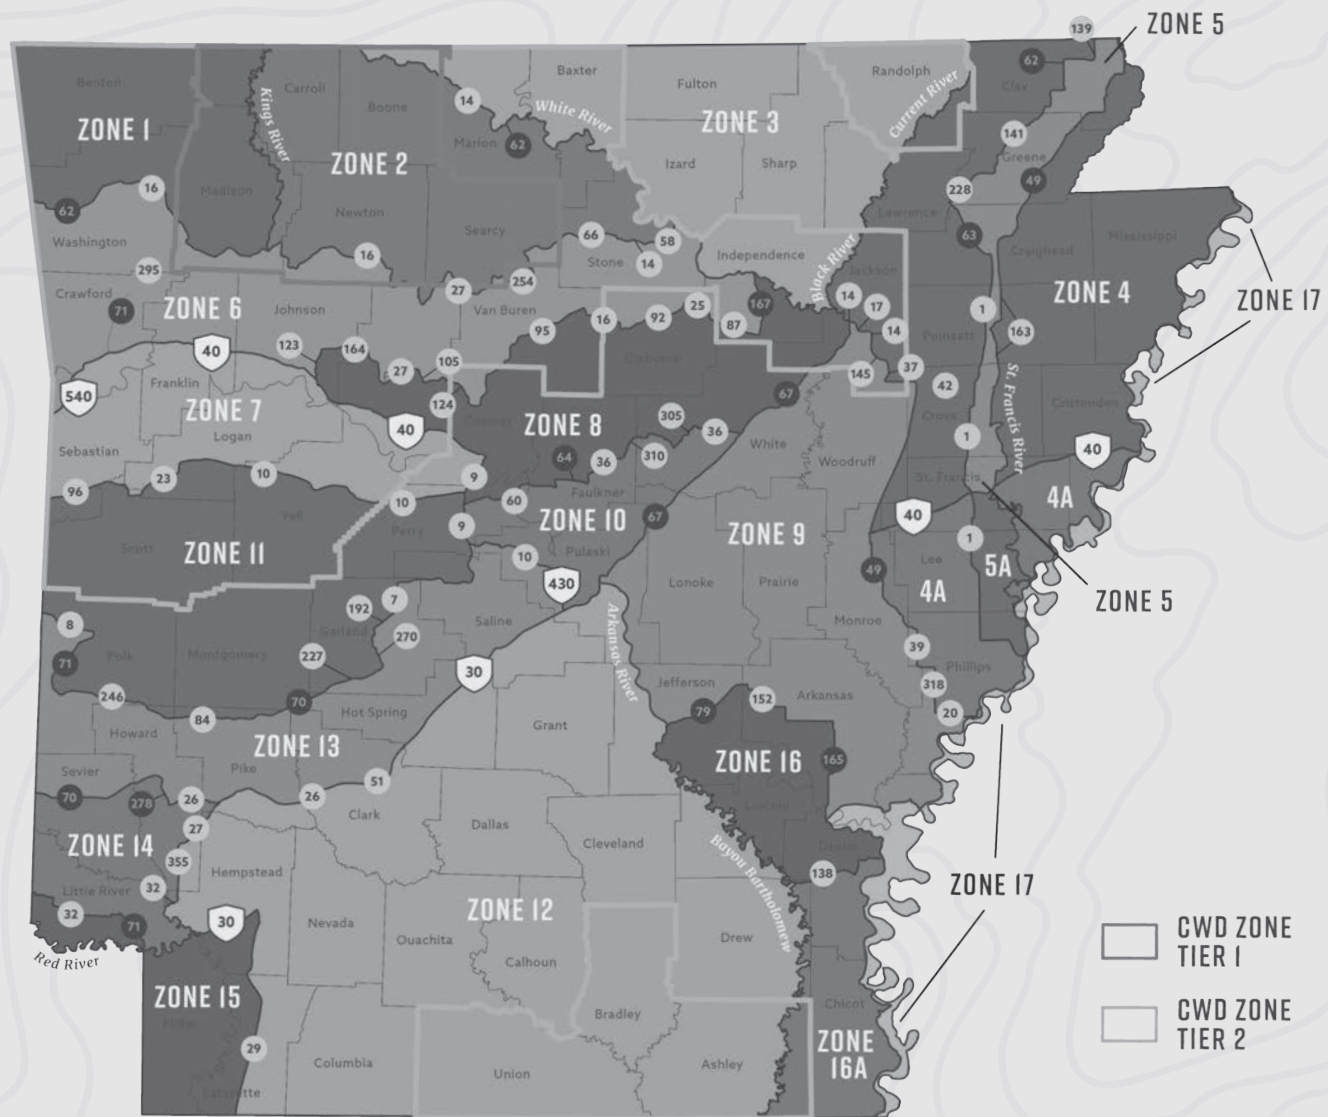 139
ZONE 5
62
Benton
Carroll
Boone
Baxter
Fulton
Randolph
Clay
14
ZONE 1
Kings River
White River
ZONE 3
Current River
141
Marion
62
ZONE 2
Izard
Sharp
Greene
49
16
Madison
228
62
Newton
Lawrence
Washington
Searcy
66
58
63
Mississippi
16
Stone
14
Independence
Black River
Craighead
295
254
Jackson
Crawford
27
ZONE 4
ZONE 17
71
ZONE 6
Johnson
Van Buren
25
167
14
17
1
16
92
87
14
Poinsett
163
95
123
164
40
Cleburne
105
27
145
37
42
St. Francis River
540
Franklin
67
124
Cross
Crittenden
ZONE 7
305
Logan
40
Conway
ZONE 8
36
White
1
Sebastian
64
36
310
Woodruff
40
96
23
10
9
St. Francis
10
60
Faulkner
4A
Yell
Perry
9
ZONE 10
67
ZONE 9
40
1
Scott
ZONE 11
10
Pulaski
Lee
5A
430
Lonoke
Prairie
49
4A
ZONE 5
8
192
7
Saline
Arkansas River
Monroe
Garland
270
71
Polk
Montgomery
227
39
30
Phillips
Jefferson
318
246
70
152
Arkansas
84
Hot Spring
79
20
Howard
Grant
ZONE 13
ZONE 16
165
Sevier
Pike
51
70
278
26
26
Lincoln
27
Clark
Dallas
ZONE 14
Cleveland
Bayou Bartholomew
Desha
355
Hempstead
138
ZONE 17
Little River
32
32
30
Nevada
ZONE 12
71
Ouachita
Drew
CWD ZONE
TIER 1
Red River
Calhoun
ZONE 15
Chicot
Miller
Bradley
CWD ZONE
TIER 2
29
Columbia
Union
Ashley
ZONE
16A
Lafayette